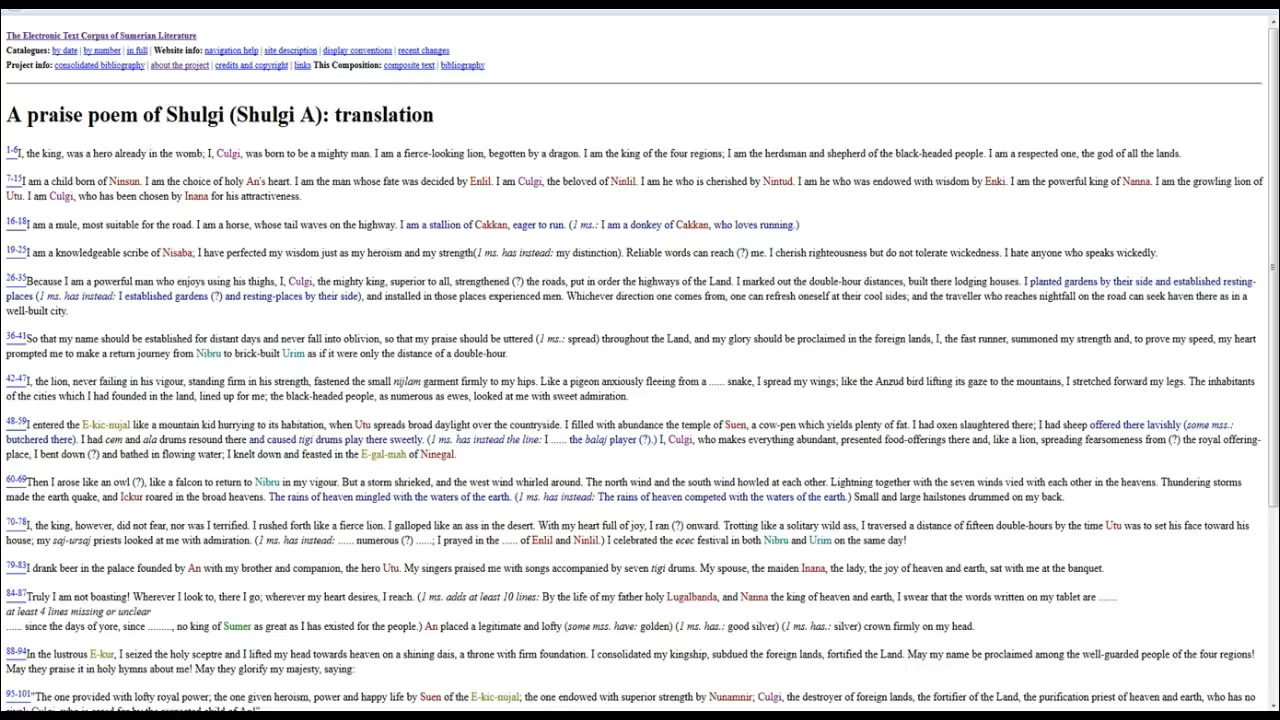 The Electronic Text Corpus of Sumerian Literature
Catalogues: by date | by number | in full | Website info: navigation help | site description | display conventions | recent changes
Project info: consolidated bibliography | about the project | credits and copyright | links This Composition: composite text | bibliography
A praise poem of Shulgi (Shulgi A): translation
1-6I, the king, was a hero already in the womb; I, Culgi, was born to be a mighty man. I am a fierce-looking lion, begotten by a dragon. I am the king of the four regions; I am the herdsman and shepherd of the black-headed people. I am a respected one, the god of all the lands.
7-15I am a child born of Ninsun. I am the choice of holy An's heart. I am the man whose fate was decided by Enlil. I am Culgi, the beloved of Ninlil. I am he who is cherished by Nintud. I am he who was endowed with wisdom by Enki. I am the powerful king of Nanna. I am the growling lion of
Utu. I am Culgi, who has been chosen by Inana for his attractiveness.
16-18I am a mule, most suitable for the road. I am a horse, whose tail waves on the highway. I am a stallion of Cakkan, eager to run. (1 ms.: I am a donkey of Cakkan, who loves running.)
19-25I am a knowledgeable scribe of Nisaba; I have perfected my wisdom just as my heroism and my strength(1 ms. has instead: my distinction). Reliable words can reach (?) me. I cherish righteousness but do not tolerate wickedness. I hate anyone who speaks wickedly.
26-35Because I am a powerful man who enjoys using his thighs, I, Culgi, the mighty king, superior to all, strengthened (?) the roads, put in order the highways of the Land. I marked out the double-hour distances, built there lodging houses. I planted gardens by their side and established resting-
places (1 ms. has instead: I established gardens (?) and resting-places by their side), and installed in those places experienced men. Whichever direction one comes from, one can refresh oneself at their cool sides; and the traveller who reaches nightfall on the road can seek haven there as in a
well-built city.
36-41So that my name should be established for distant days and never fall into oblivion, so that my praise should be uttered (1 ms.: spread) throughout the Land, and my glory should be proclaimed in the foreign lands, I, the fast runner, summoned my strength and, to prove my speed, my heart
prompted me to make a return journey from Nibru to brick-built Urim as if it were only the distance of a double-hour.
42-47I, the lion, never failing in his vigour, standing firm in his strength, fastened the small nijlam garment firmly to my hips. Like a pigeon anxiously fleeing from a ...... snake, I spread my wings; like the Anzud bird lifting its gaze to the mountains, I stretched forward my legs. The inhabitants
of the cities which I had founded in the land, lined up for me; the black-headed people, as numerous as ewes, looked at me with sweet admiration.
48-59I entered the E-kic-nujal like a mountain kid hurrying to its habitation, when Utu spreads broad daylight over the countryside. I filled with abundance the temple of Suen, a cow-pen which yields plenty of fat. I had oxen slaughtered there; I had sheep offered there lavishly (some mss.:
butchered there). I had cem and ala drums resound there and caused tigi drums play there sweetly. (1 ms. has instead the line: I ...... the balaj player (?).) I, Culgi, who makes everything abundant, presented food-offerings there and, like a lion, spreading fearsomeness from (?) the royal offering-
place, I bent down (?) and bathed in flowing water; I knelt down and feasted in the E-gal-mah of Ninegal.
60-69Then I arose like an owl (?), like a falcon to return to Nibru in my vigour. But a storm shrieked, and the west wind whirled around. The north wind and the south wind howled at each other. Lightning together with the seven winds vied with each other in the heavens. Thundering storms
made the earth quake, and Ickur roared in the broad heavens. The rains of heaven mingled with the waters of the earth. (1 ms. has instead: The rains of heaven competed with the waters of the earth.) Small and large hailstones drummed on my back.
70-78I, the king, however, did not fear, nor was I terrified. I rushed forth like a fierce lion. I galloped like an ass in the desert. With my heart full of joy, I ran (?) onward. Trotting like a solitary wild ass, I traversed a distance of fifteen double-hours by the time Utu was to set his face toward his
house; my saj-ursaj priests looked at me with admiration. (1 ms. has instead: ...... numerous (?) ......; I prayed in the ...... of Enlil and Ninlil.) I celebrated the ecec festival in both Nibru and Urim on the same day!
79-83I drank beer in the palace founded by An with my brother and companion, the hero Utu. My singers praised me with songs accompanied by seven tigi drums. My spouse, the maiden Inana, the lady, the joy of heaven and earth, sat with me at the banquet.
84-87Truly I am not boasting! Wherever I look to, there I go; wherever my heart desires, I reach. (1 ms. adds at least 10 lines: By the life of my father holy Lugalbanda, and Nanna the king of heaven and earth, I swear that the words written on my tablet are .......
at least 4 lines missing or unclear
...... since the days of yore, since ........., no king of Sumer as great as I has existed for the people.) An placed a legitimate and lofty (some mss. have: golden) (1 ms. has.: good silver) (1 ms. has.: silver) crown firmly on my head.
88-94In the lustrous E-kur, I seized the holy sceptre and I lifted my head towards heaven on a shining dais, a throne with firm foundation. I consolidated my kingship, subdued the foreign lands, fortified the Land. May my name be proclaimed among the well-guarded people of the four regions!
May they praise it in holy hymns about me! May they glorify my majesty, saying:
95-101"The one provided with lofty royal power; the one given heroism, power and happy life by Suen of the E-kic-nujal; the one endowed with superior strength by Nunamnir; Culgi, the destroyer of foreign lands, the fortifier of the Land, the purification priest of heaven and earth, who has no